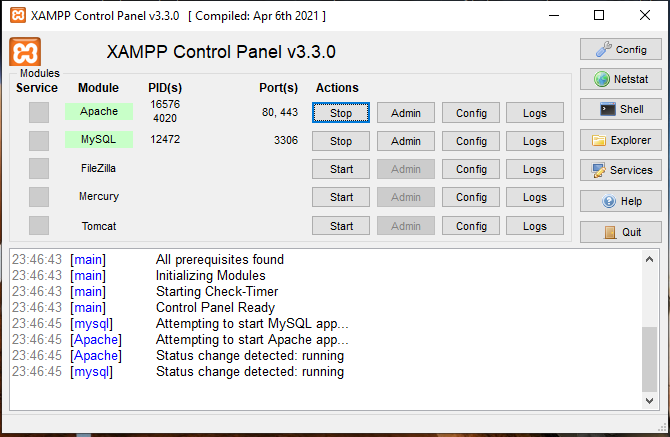 XAMPP Control Panel v3.3.0 [ Compiled: Apr 6th 2021 ]
XAMPP Control Panel v3.3.0
Modules
Service Module PID(s) Port(s) Actions
Apache 16576 4020 80, 443 Stop Admin Config Logs
MySQL 12472 3306 Stop Admin Config Logs
FileZilla Start Admin Config Logs
Mercury Start Admin Config Logs
Tomcat Start Admin Config Logs
Config
Netstat
Shell
Explorer
Services
Help
Quit
23:46:43 [main] All prerequisites found
23:46:43 [main] Initializing Modules
23:46:43 [main] Starting Check-Timer
23:46:43 [main] Control Panel Ready
23:46:45 [mysql] Attempting to start MySQL app...
23:46:45 [Apache] Attempting to start Apache app...
23:46:45 [Apache] Status change detected: running
23:46:45 [mysql] Status change detected: running